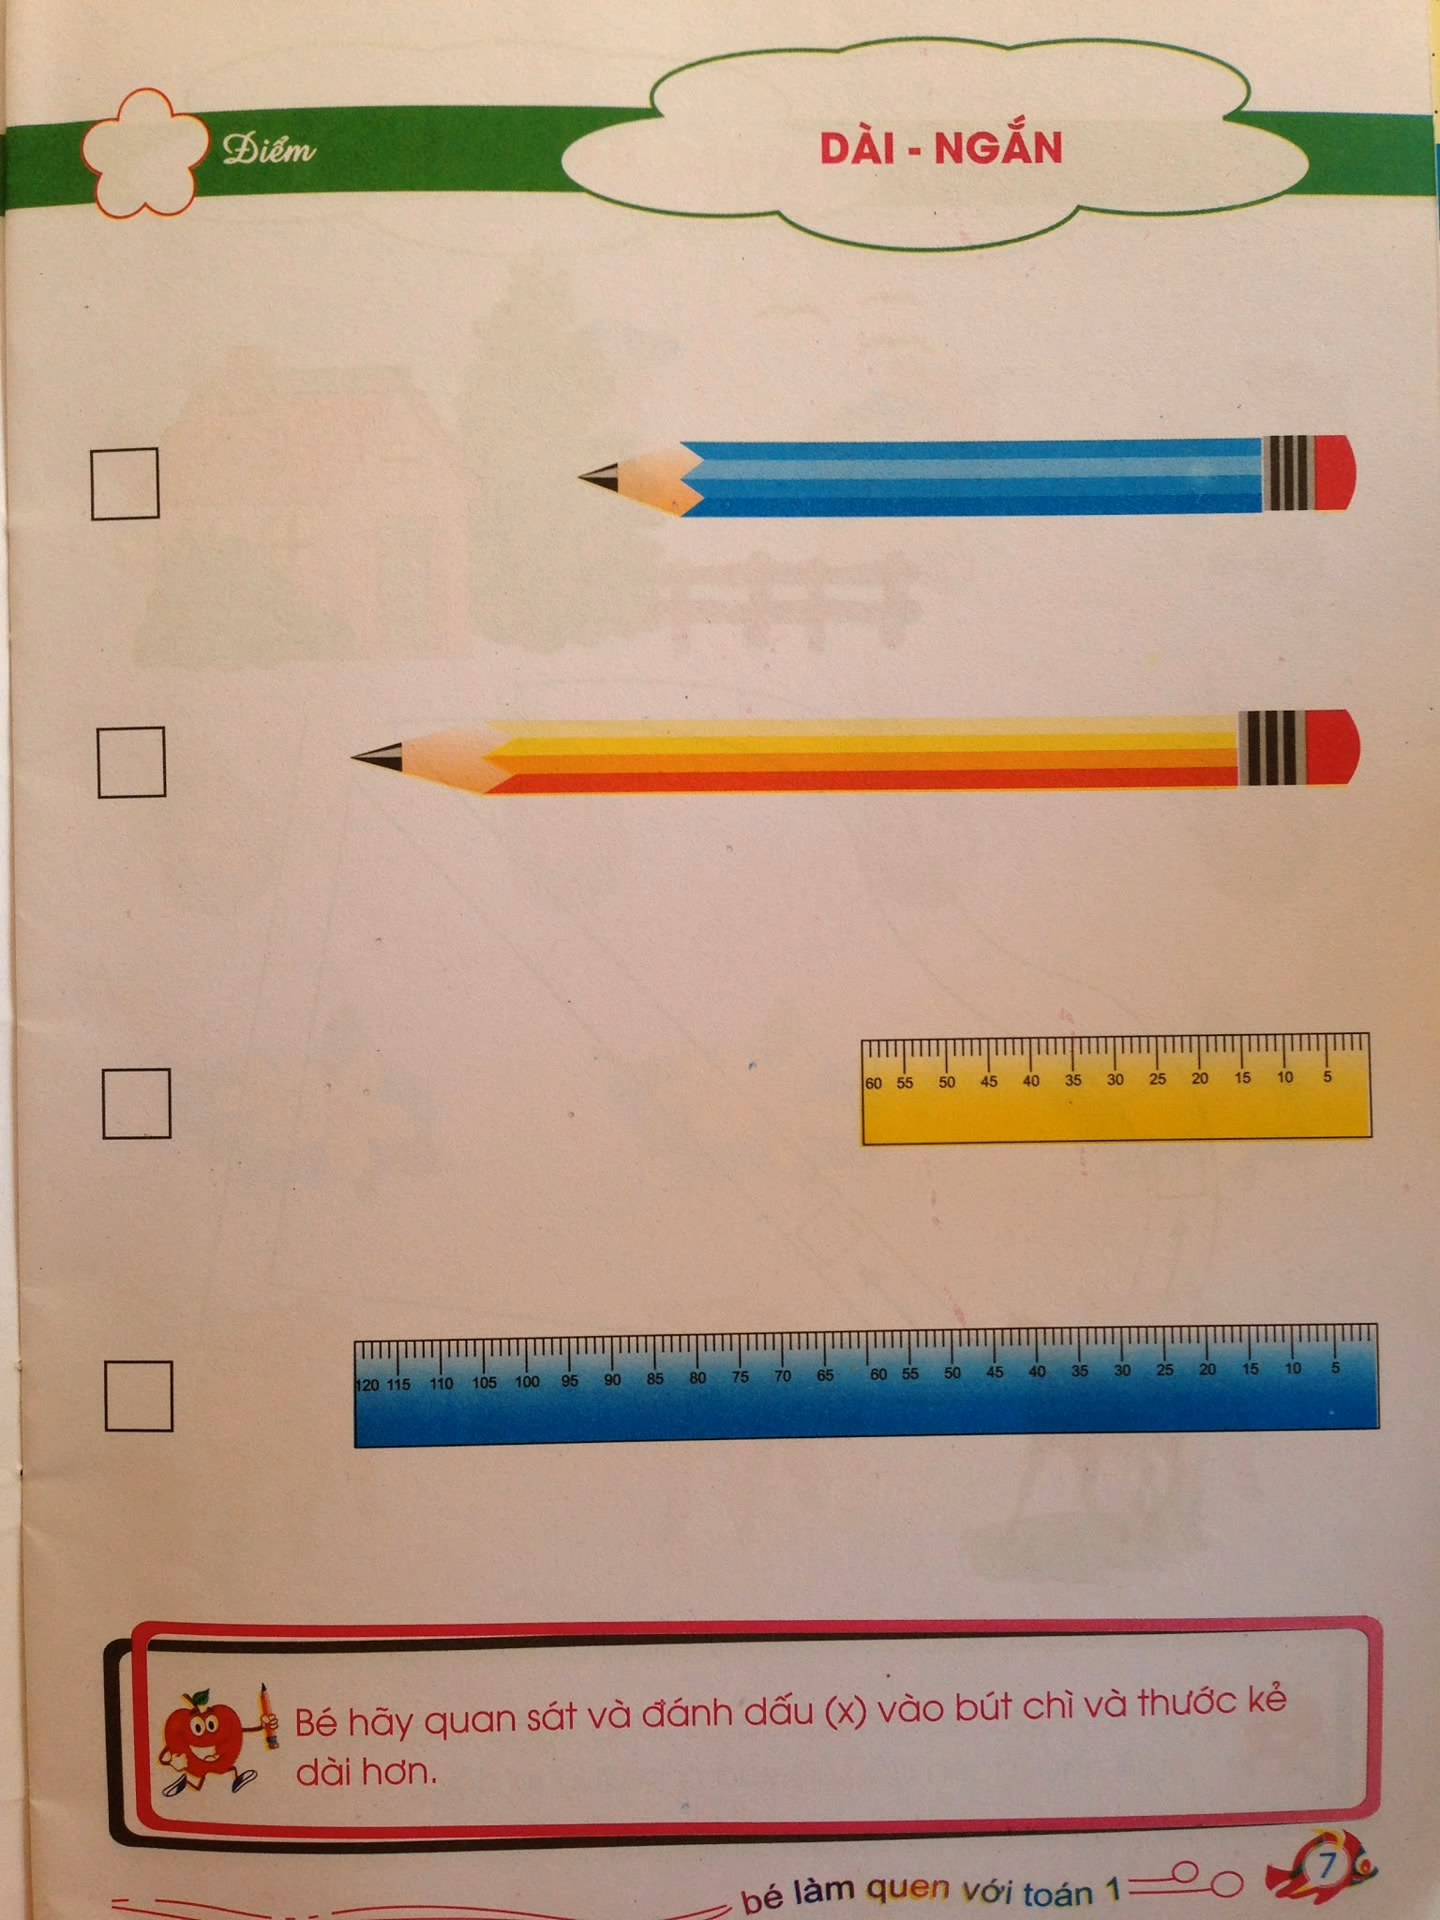 Điểm
DÀI - NGẮN
60 55 50 45 40 35 30 25 20 15 10 5
120 115 110 105 100 95 90 85 80 75 70 65 60 55 50 45 40 35 30 25 20 15 10 5
Bé hãy quan sát và đánh dấu (x) vào bút chì và thước kẻ
dài hơn.
bé làm quen với toán 1
7